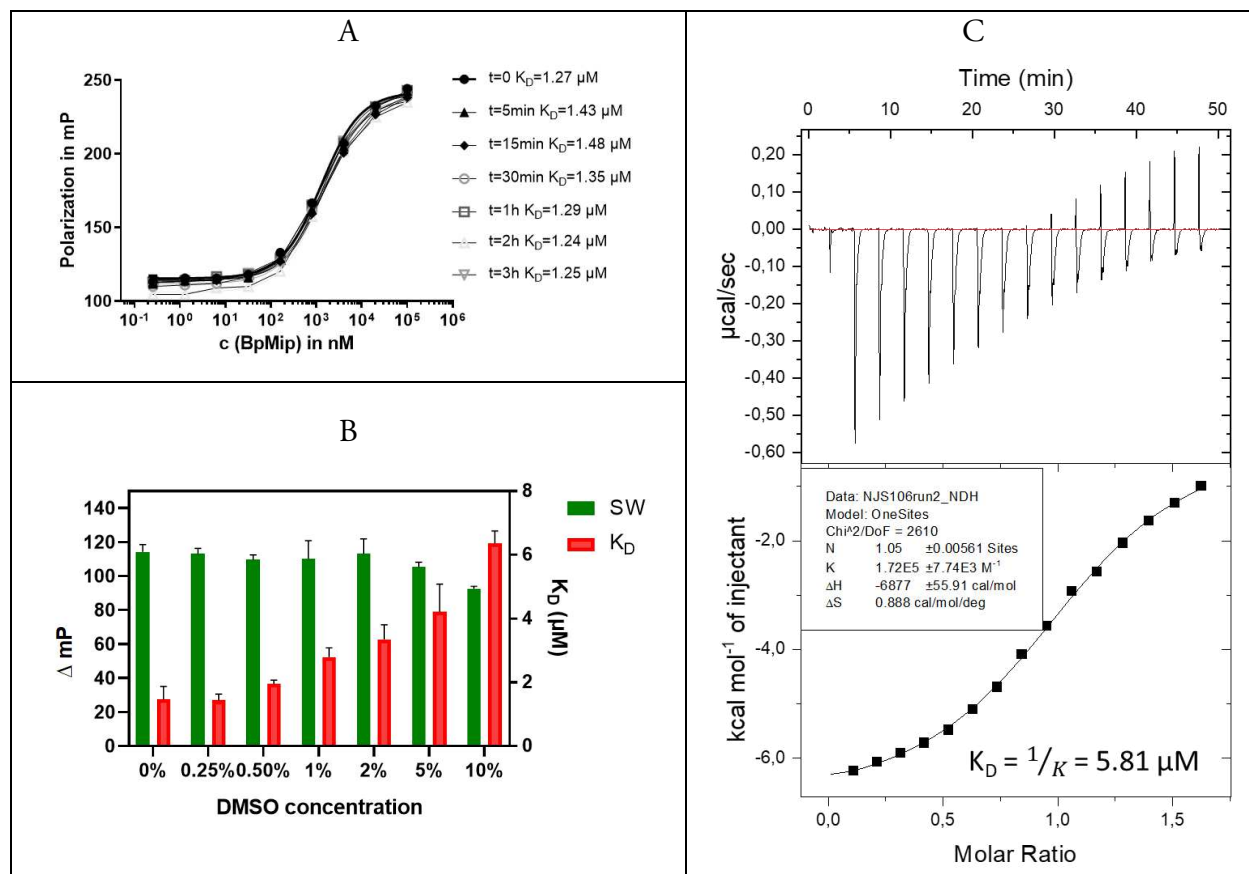 A
Polarization in mP
250
200
150
100
10⁻¹ 10⁰ 10¹ 10² 10³ 10⁴ 10⁵ 10⁶
c (BpMip) in nM
t=0 K_D=1.27 µM
t=5min K_D=1.43 µM
t=15min K_D=1.48 µM
t=30min K_D=1.35 µM
t=1h K_D=1.29 µM
t=2h K_D=1.24 µM
t=3h K_D=1.25 µM
B
Δ mP
140
120
100
80
60
40
20
0
8
6
4
2
0
K_D (µM)
SW
K_D
0% 0.25% 0.50% 1% 2% 5% 10%
DMSO concentration
C
Time (min)
0 10 20 30 40 50
0,20
0,10
0,00
-0,10
-0,20
-0,30
-0,40
-0,50
-0,60
µcal/sec
Data: NJS106run2_NDH
Model: OneSites
Chi^2/DoF = 2610
N 1.05 ±0.00561 Sites
K 1.72E5 ±7.74E3 M⁻¹
ΔH -6877 ±55.91 cal/mol
ΔS 0.888 cal/mol/deg
-2.0
-4,0
-6,0
kcal mol⁻¹ of injectant
K_D = ¹/K = 5.81 µM
0,0 0,5 1,0 1,5
Molar Ratio